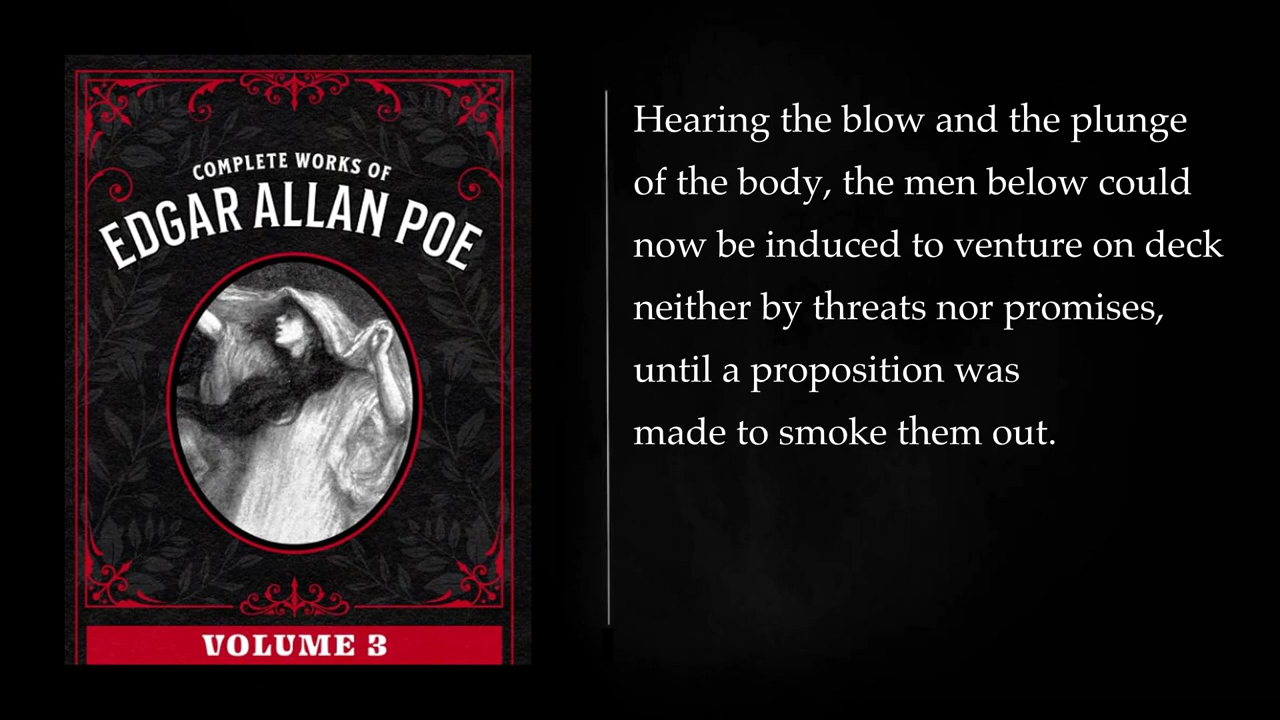 COMPLETE WORKS OF
EDGAR ALLAN POE
VOLUME 3
Hearing the blow and the plunge
of the body, the men below could
now be induced to venture on deck
neither by threats nor promises,
until a proposition was
made to smoke them out.